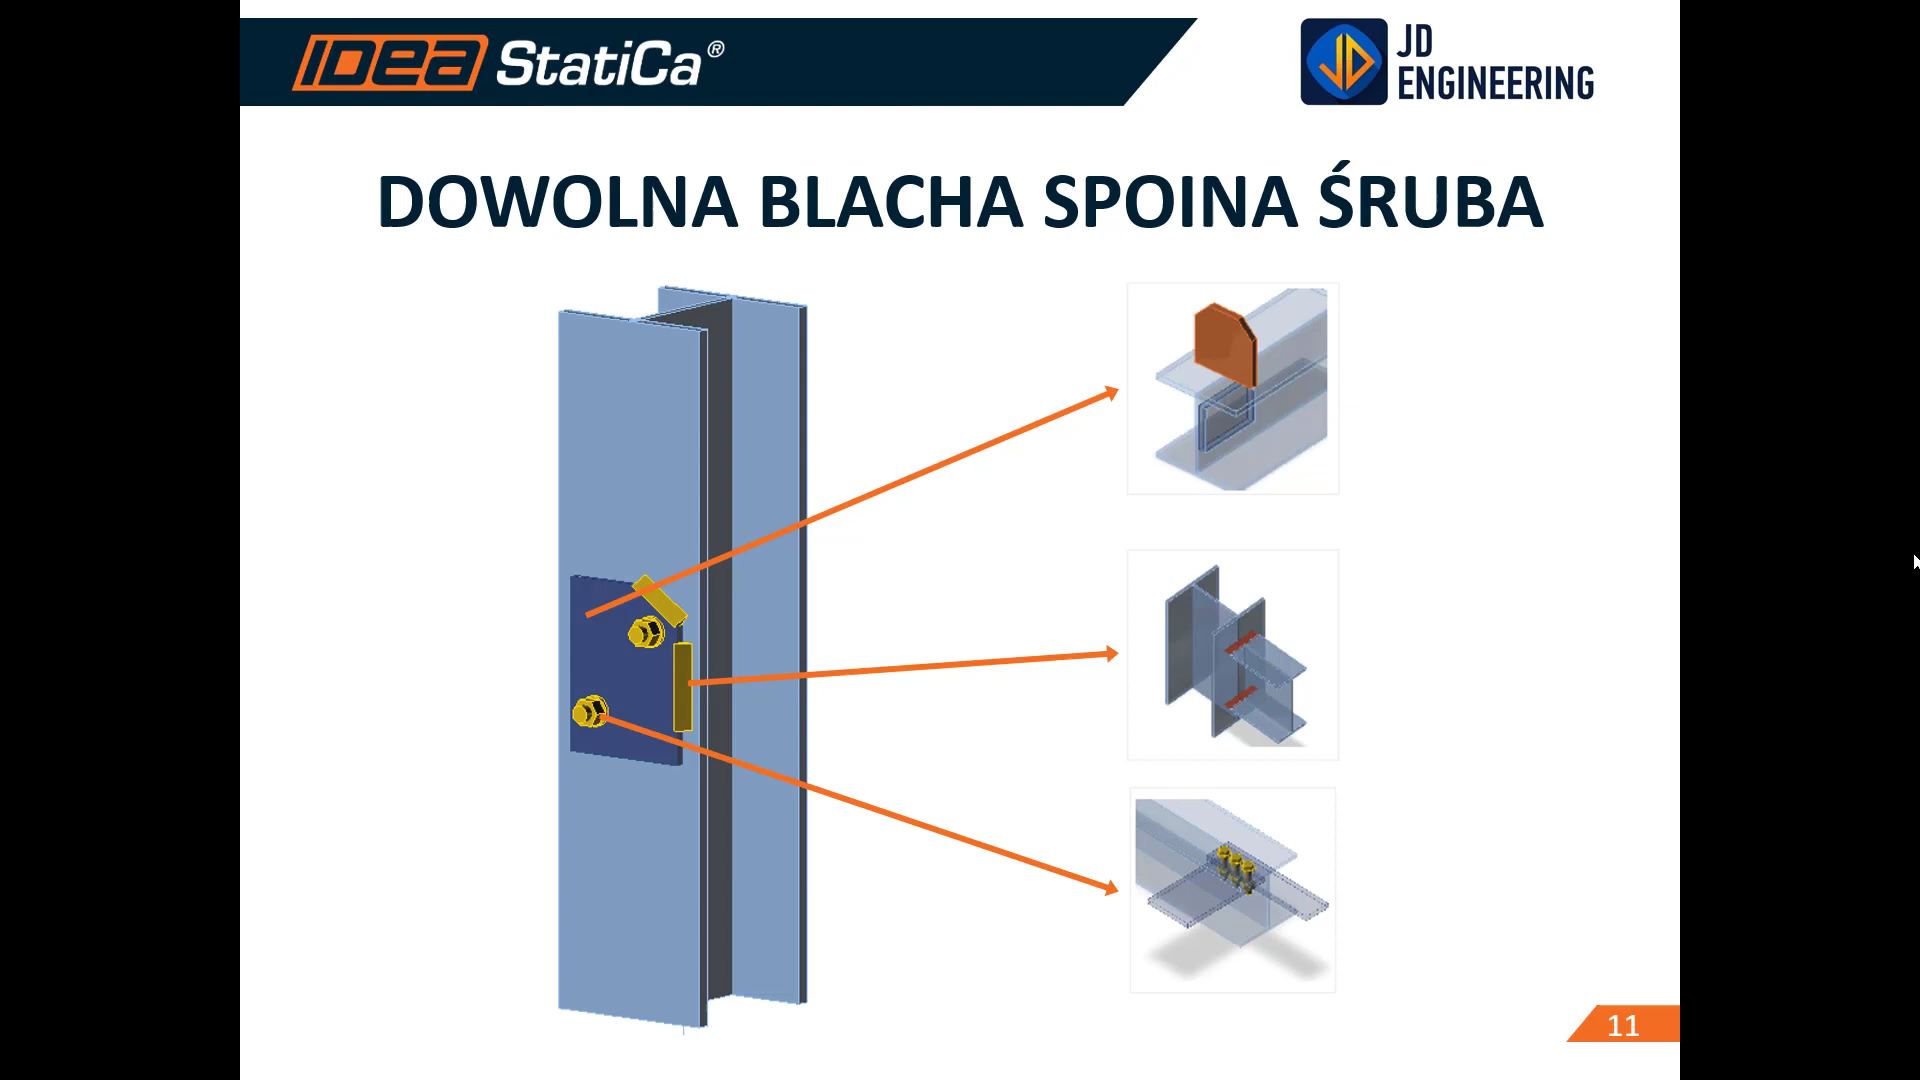 IDEA StatiCa®
JD
ENGINEERING
DOWOLNA BLACHA SPOINA ŚRUBA
11